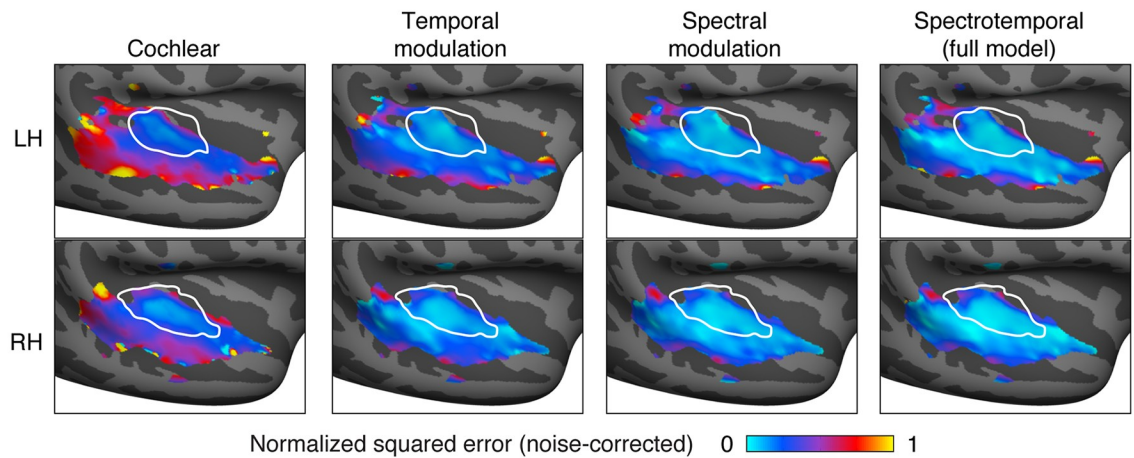 Cochlear
Temporal
modulation
Spectral
modulation
Spectrotemporal
(full model)
LH
RH
Normalized squared error (noise-corrected) 0 1